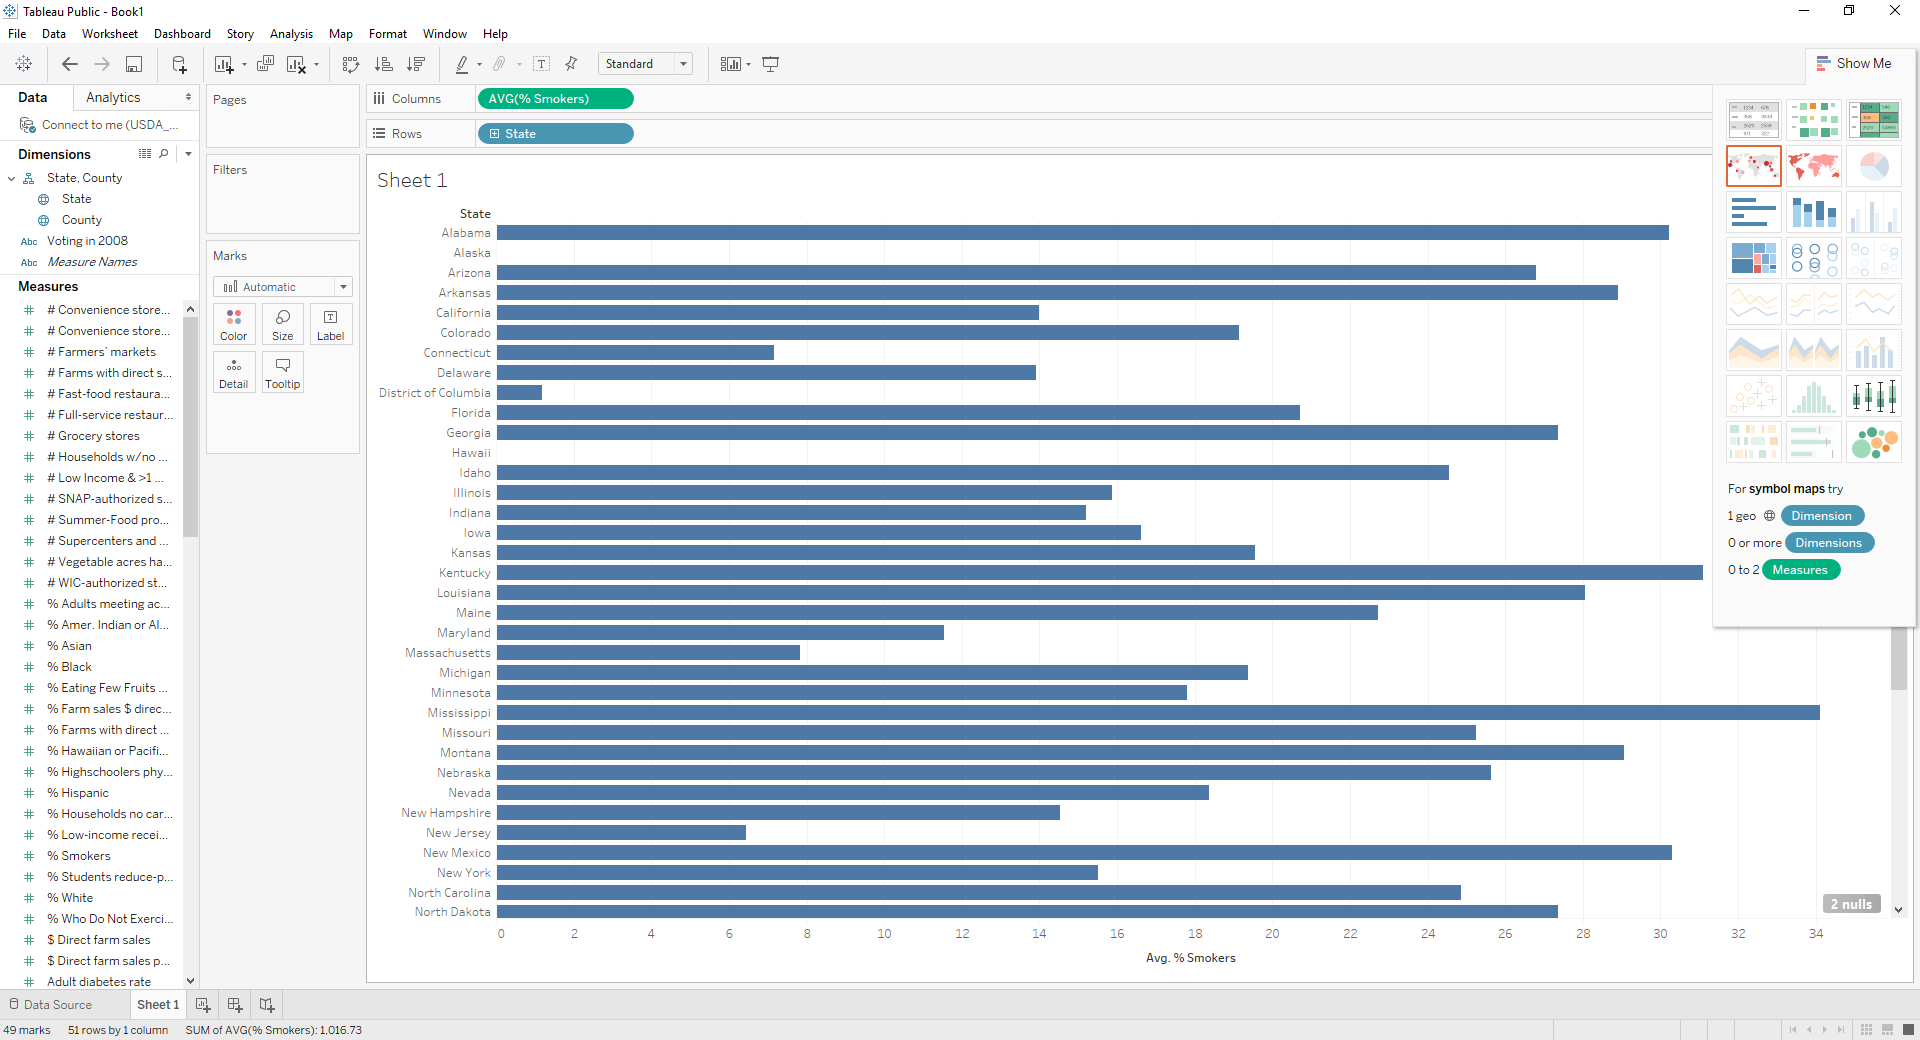 Tableau Public - Book1
File Data Worksheet Dashboard Story Analysis Map Format Window Help
Standard
Show Me
Data Analytics
Connect to me (USDA_...
Dimensions
State, County
State
County
Abc Voting in 2008
Abc Measure Names
Measures
# Convenience store...
# Convenience store...
# Farmers' markets
# Farms with direct s...
# Fast-food restaura...
# Full-service restaur...
# Grocery stores
# Households w/no ...
# Low Income & >1 ...
# SNAP-authorized s...
# Summer-Food pro...
# Supercenters and ...
# Vegetable acres ha...
# WIC-authorized st...
% Adults meeting ac...
% Amer. Indian or Al...
% Asian
% Black
% Eating Few Fruits ...
% Farm sales $ direc...
% Farms with direct ...
% Hawaiian or Pacifi...
% Highschoolers phy...
% Hispanic
% Households no car...
% Low-income recei...
% Smokers
% Students reduce-p...
% White
% Who Do Not Exerci...
$ Direct farm sales
$ Direct farm sales p...
Adult diabetes rate
Pages
Filters
Marks
Automatic
Color Size Label
Detail Tooltip
Columns AVG(% Smokers)
Rows State
Sheet 1
State
Alabama
Alaska
Arizona
Arkansas
California
Colorado
Connecticut
Delaware
District of Columbia
Florida
Georgia
Hawaii
Idaho
Illinois
Indiana
Iowa
Kansas
Kentucky
Louisiana
Maine
Maryland
Massachusetts
Michigan
Minnesota
Mississippi
Missouri
Montana
Nebraska
Nevada
New Hampshire
New Jersey
New Mexico
New York
North Carolina
North Dakota
2 nulls
0 2 4 6 8 10 12 14 16 18 20 22 24 26 28 30 32 34
Avg. % Smokers
For symbol maps try
1 geo Dimension
0 or more Dimensions
0 to 2 Measures
Data Source Sheet 1
49 marks 51 rows by 1 column SUM of AVG(% Smokers): 1,016.73